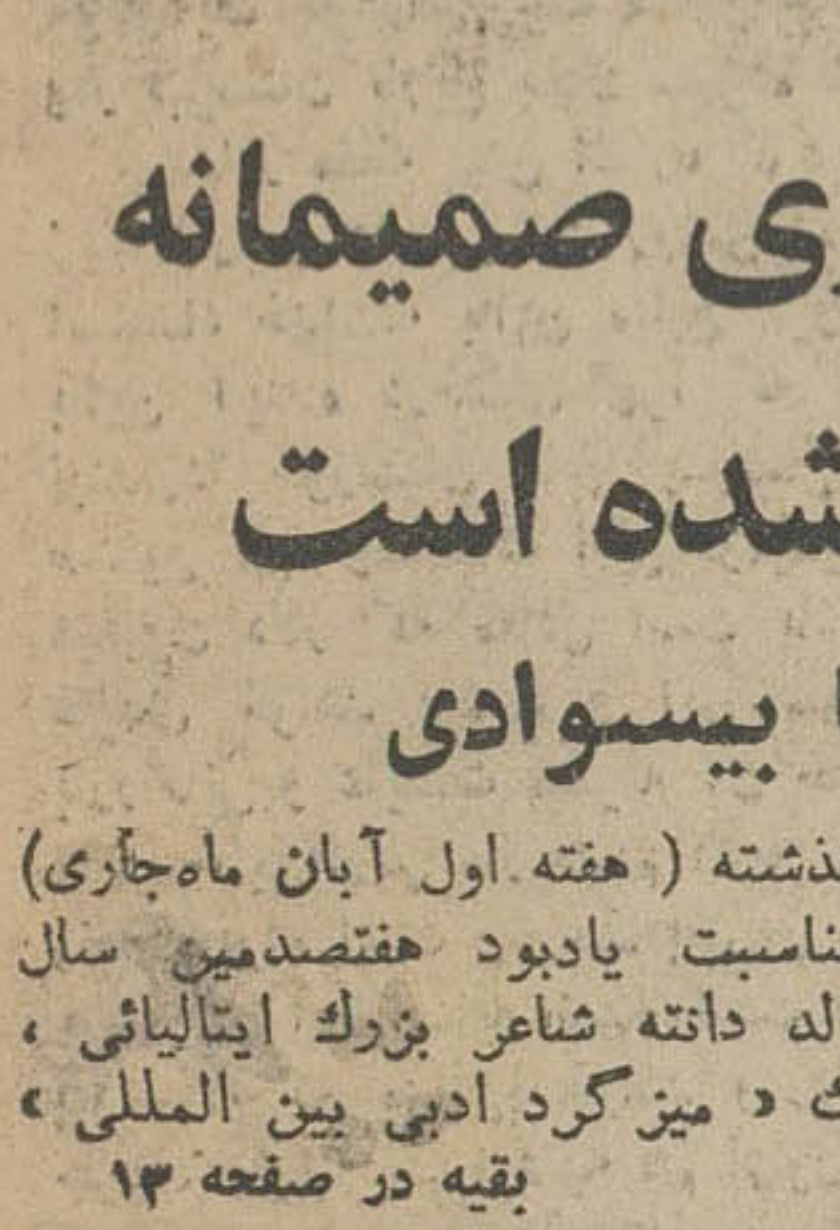 ی صمیمانه
شده است
بیسوادی
ذشته ( هفته اول آبان ماه‌جاری)
ناسبت یادبود هفتصدمین سال
لد دانته شاعر بزرك ایتالیائی ،
« میز گرد ادبی بین المللی »
بقیه در صفحه ۱۳